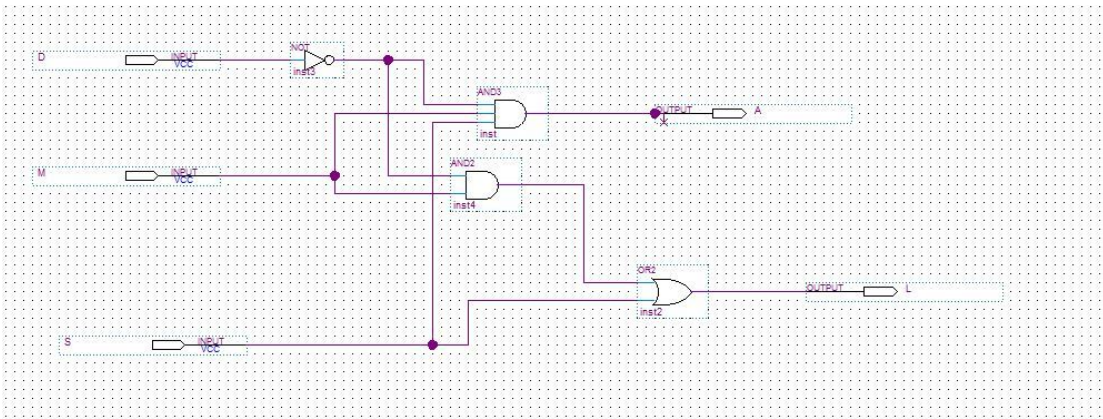 D
INPUT
VCC
NOT
inst3
AND3
inst
OUTPUT
A
M
INPUT
VCC
AND2
inst4
OR2
inst2
OUTPUT
L
S
INPUT
VCC